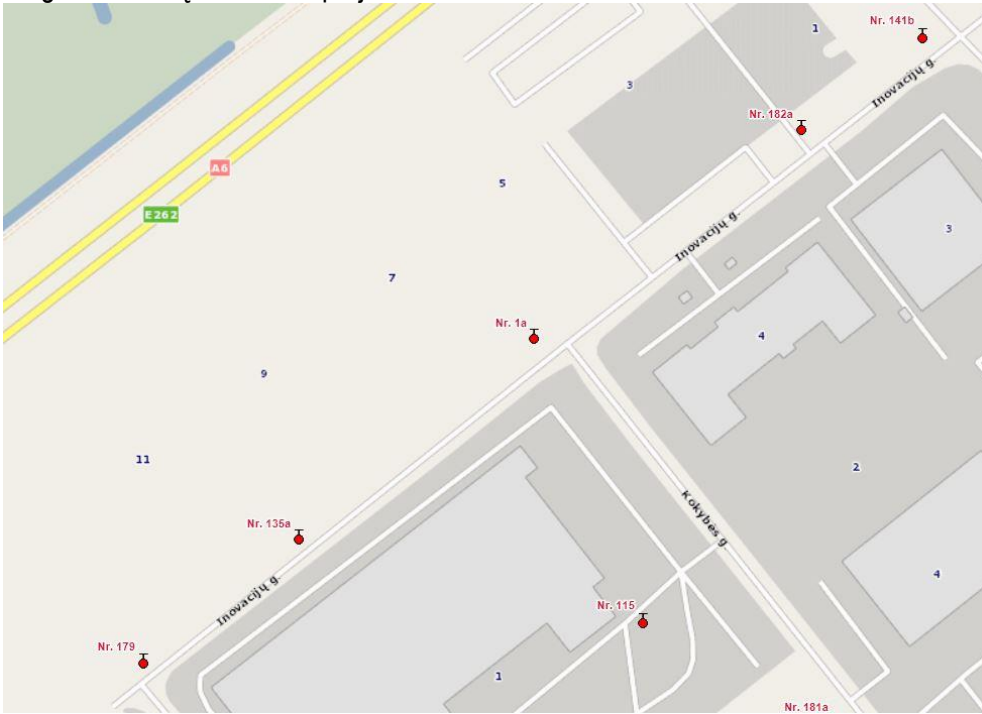 Nr. 141b
1
Inovacijų g.
3
Nr. 182a
A6
5
E262
Inovacijų g.
3
7
Nr. 1a
4
9
11
2
Kokybės g.
Nr. 135a
4
Inovacijų g.
Nr. 115
Nr. 179
1
Nr. 181a